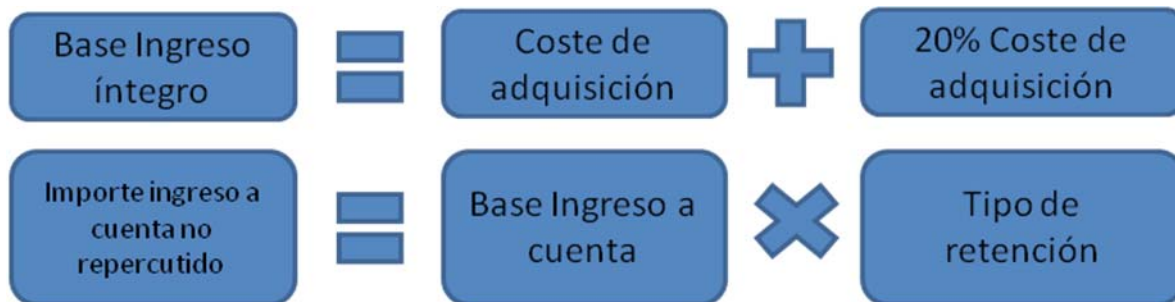 Base Ingreso
íntegro
Coste de
adquisición
20% Coste de
adquisición
Importe ingreso a
cuenta no
repercutido
Base Ingreso a
cuenta
Tipo de
retención